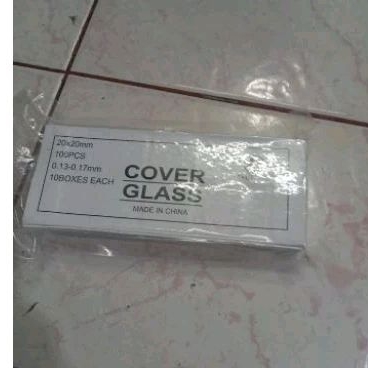 20x20mm
100PCS
0.13-0.17mm
10BOXES EACH
COVER
GLASS
MADE IN CHINA